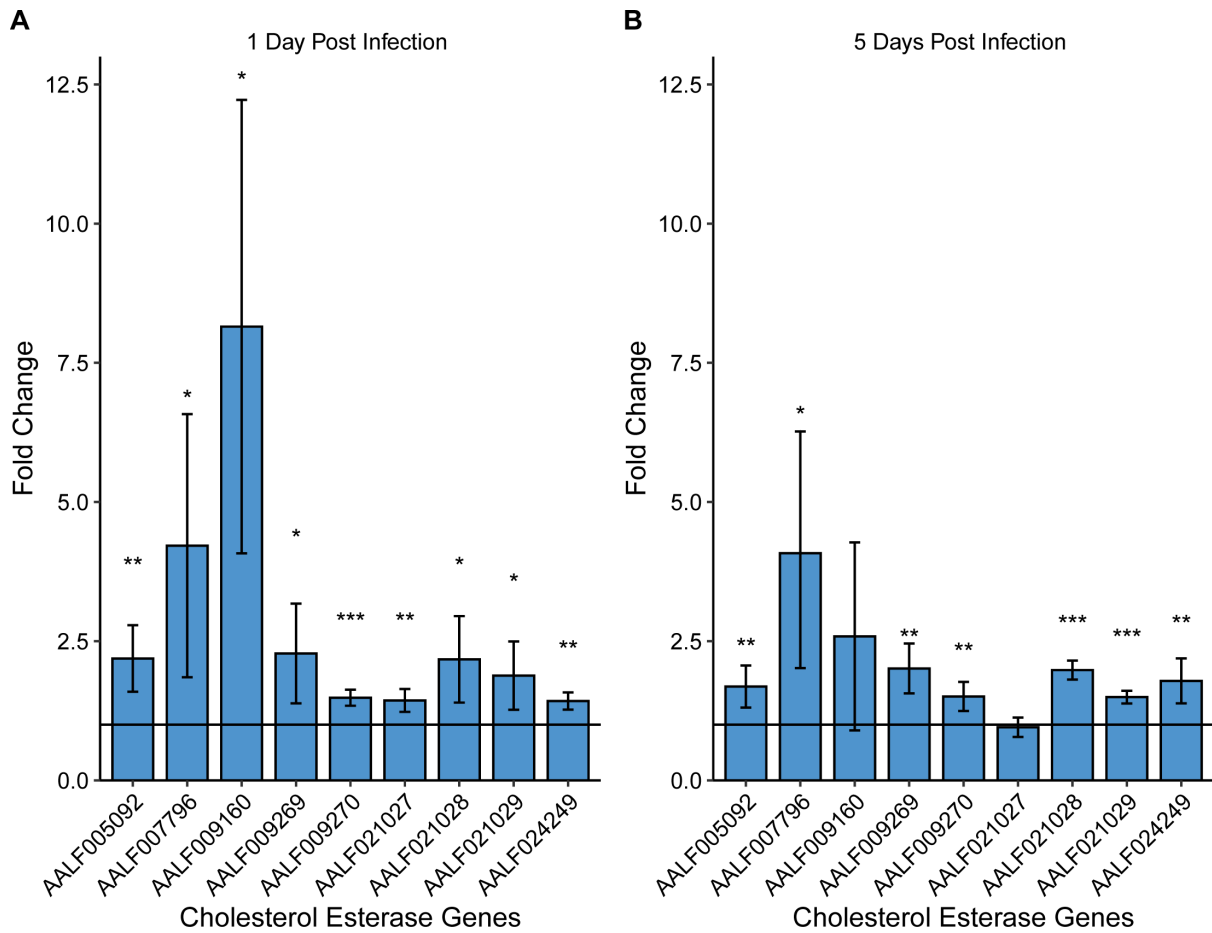 A
1 Day Post Infection
Fold Change
12.5
10.0
7.5
5.0
2.5
0.0
*
*
**
*
***
**
*
*
**
AALF005092
AALF007796
AALF009160
AALF009269
AALF009270
AALF021027
AALF021028
AALF021029
AALF024249
Cholesterol Esterase Genes
B
5 Days Post Infection
Fold Change
12.5
10.0
7.5
5.0
2.5
0.0
**
*
**
**
***
***
**
AALF005092
AALF007796
AALF009160
AALF009269
AALF009270
AALF021027
AALF021028
AALF021029
AALF024249
Cholesterol Esterase Genes